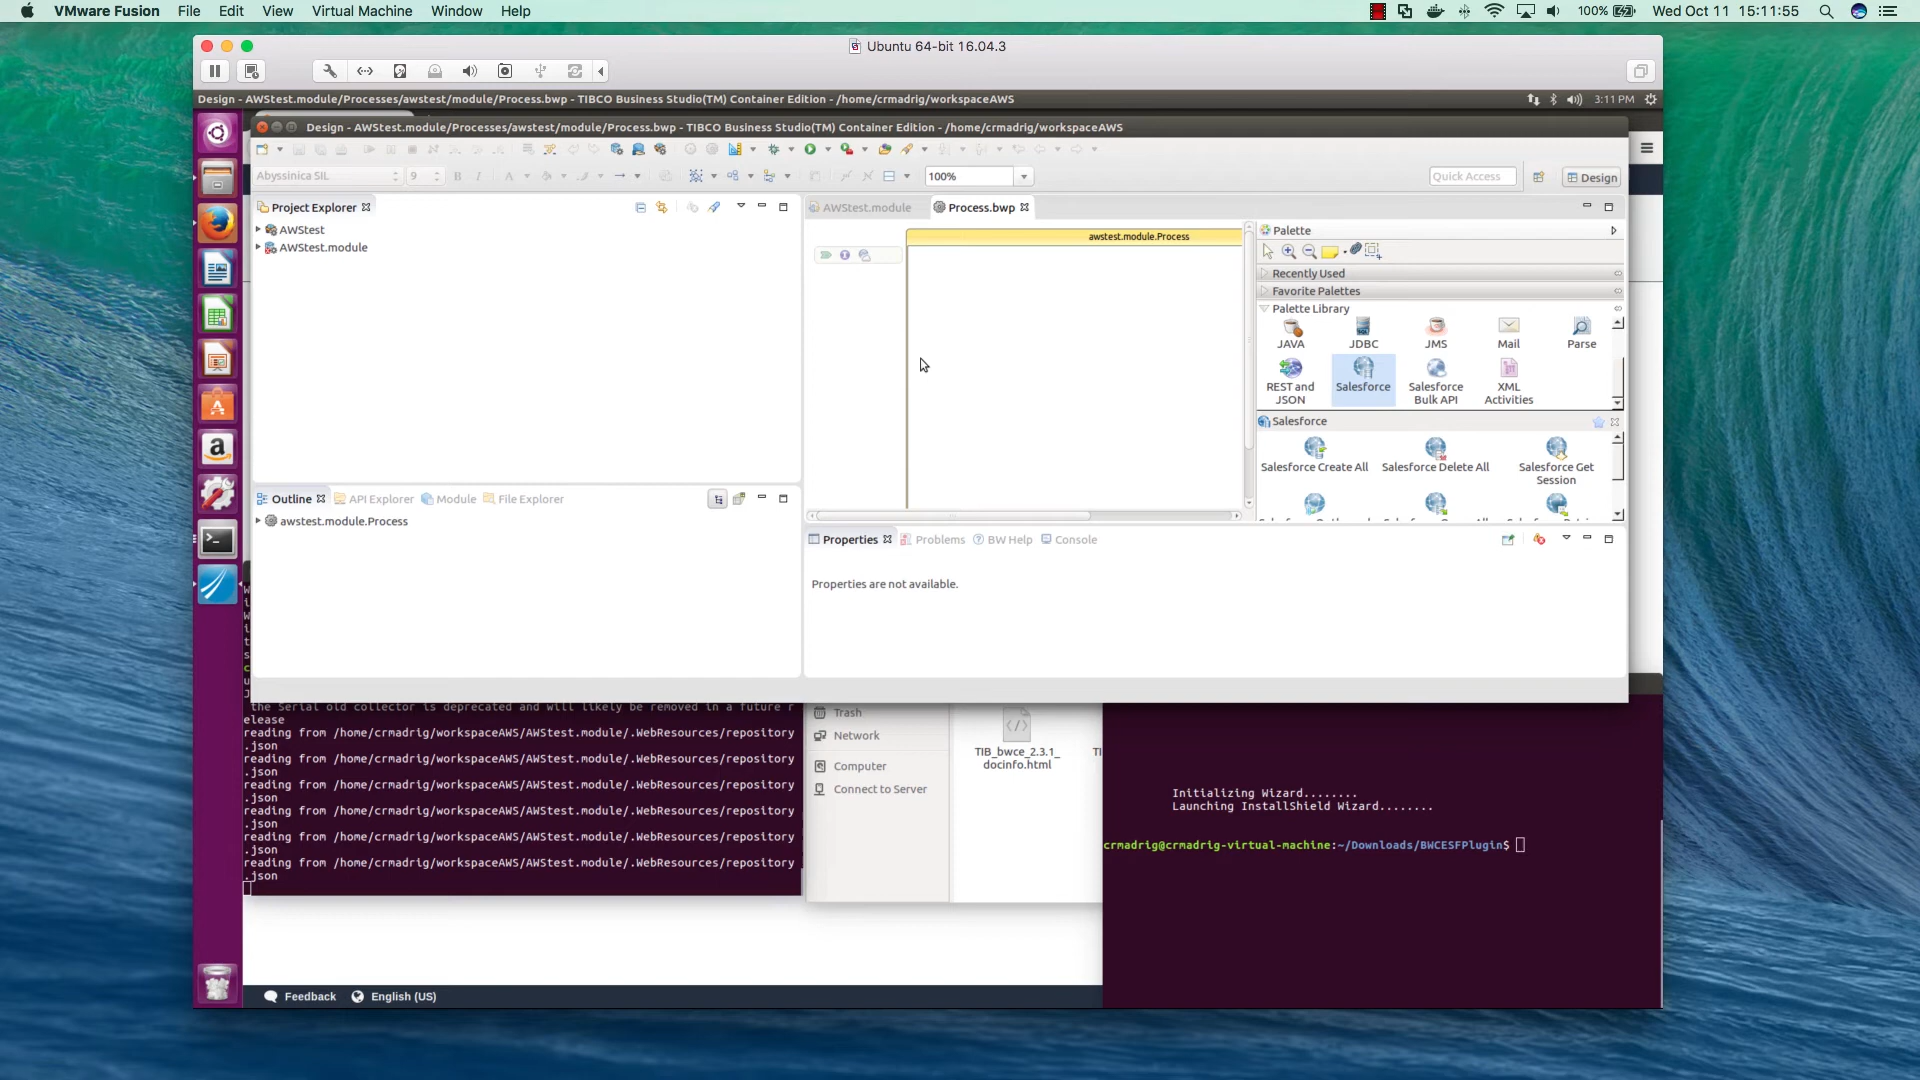 VMware Fusion File Edit View Virtual Machine Window Help
100% Wed Oct 11 15:11:55
Ubuntu 64-bit 16.04.3
Design - AWStest.module/Processes/awstest/module/Process.bwp - TIBCO Business Studio(TM) Container Edition - /home/crmadrig/workspaceAWS
3:11 PM
Design - AWStest.module/Processes/awstest/module/Process.bwp - TIBCO Business Studio(TM) Container Edition - /home/crmadrig/workspaceAWS
Abyssinica SIL 9 B I A 100% Quick Access Design
Project Explorer
AWStest
AWStest.module
AWStest.module Process.bwp
awstest.module.Process
Palette
Recently Used
Favorite Palettes
Palette Library
JAVA JDBC JMS Mail Parse
REST and JSON Salesforce Salesforce Bulk API XML Activities
Salesforce
Salesforce Create All Salesforce Delete All Salesforce Get Session
Outline API Explorer Module File Explorer
awstest.module.Process
Properties Problems BW Help Console
Properties are not available.
the Serial old collector is deprecated and will likely be removed in a future r
elease
reading from /home/crmadrig/workspaceAWS/AWStest.module/.WebResources/repository
.json
reading from /home/crmadrig/workspaceAWS/AWStest.module/.WebResources/repository
.json
reading from /home/crmadrig/workspaceAWS/AWStest.module/.WebResources/repository
.json
reading from /home/crmadrig/workspaceAWS/AWStest.module/.WebResources/repository
.json
reading from /home/crmadrig/workspaceAWS/AWStest.module/.WebResources/repository
.json
reading from /home/crmadrig/workspaceAWS/AWStest.module/.WebResources/repository
.json
Trash
Network
Computer
Connect to Server
TIB_bwce_2.3.1_
docinfo.html
TI
Initializing Wizard........
Launching InstallShield Wizard........
crmadrig@crmadrig-virtual-machine:~/Downloads/BWCESFPlugin$
Feedback English (US)